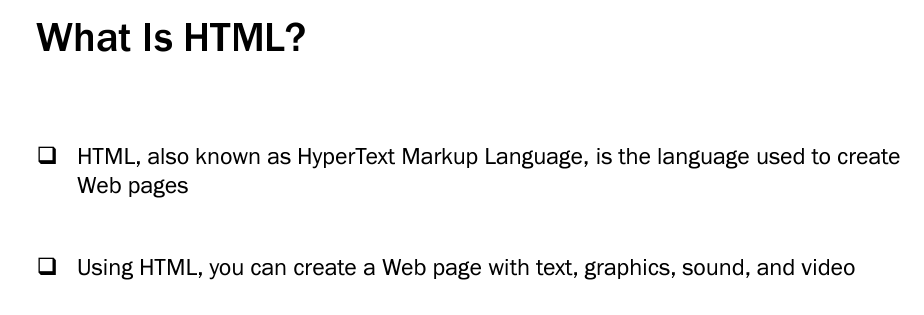 What Is HTML?
❑ HTML, also known as HyperText Markup Language, is the language used to create
Web pages
❑ Using HTML, you can create a Web page with text, graphics, sound, and video